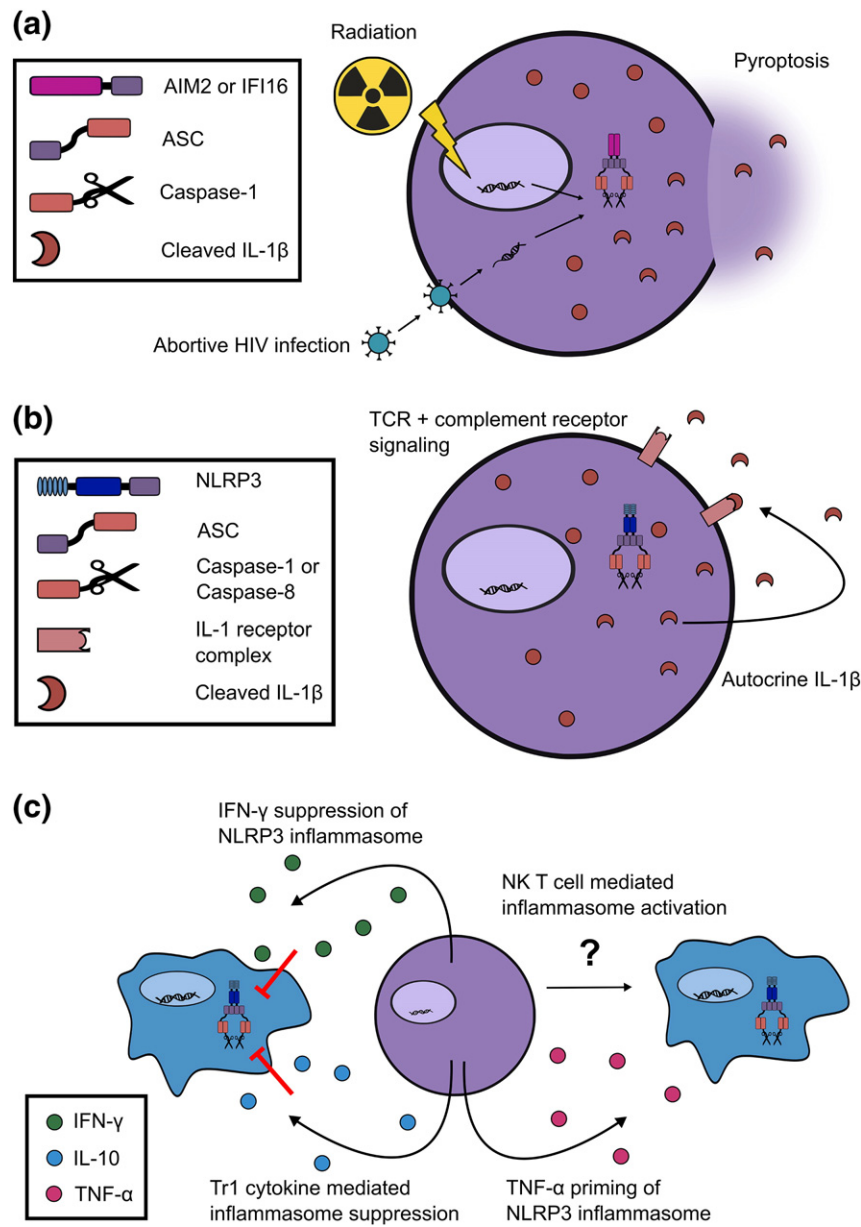 (a)
Radiation
Pyroptosis
AIM2 or IFI16
ASC
Caspase-1
Cleaved IL-1β
Abortive HIV infection
(b)
TCR + complement receptor
signaling
NLRP3
ASC
Caspase-1 or
Caspase-8
IL-1 receptor
complex
Cleaved IL-1β
Autocrine IL-1β
(c)
IFN-γ suppression of
NLRP3 inflammasome
NK T cell mediated
inflammasome activation
?
IFN-γ
IL-10
TNF-α
Tr1 cytokine mediated
inflammasome suppression
TNF-α priming of
NLRP3 inflammasome